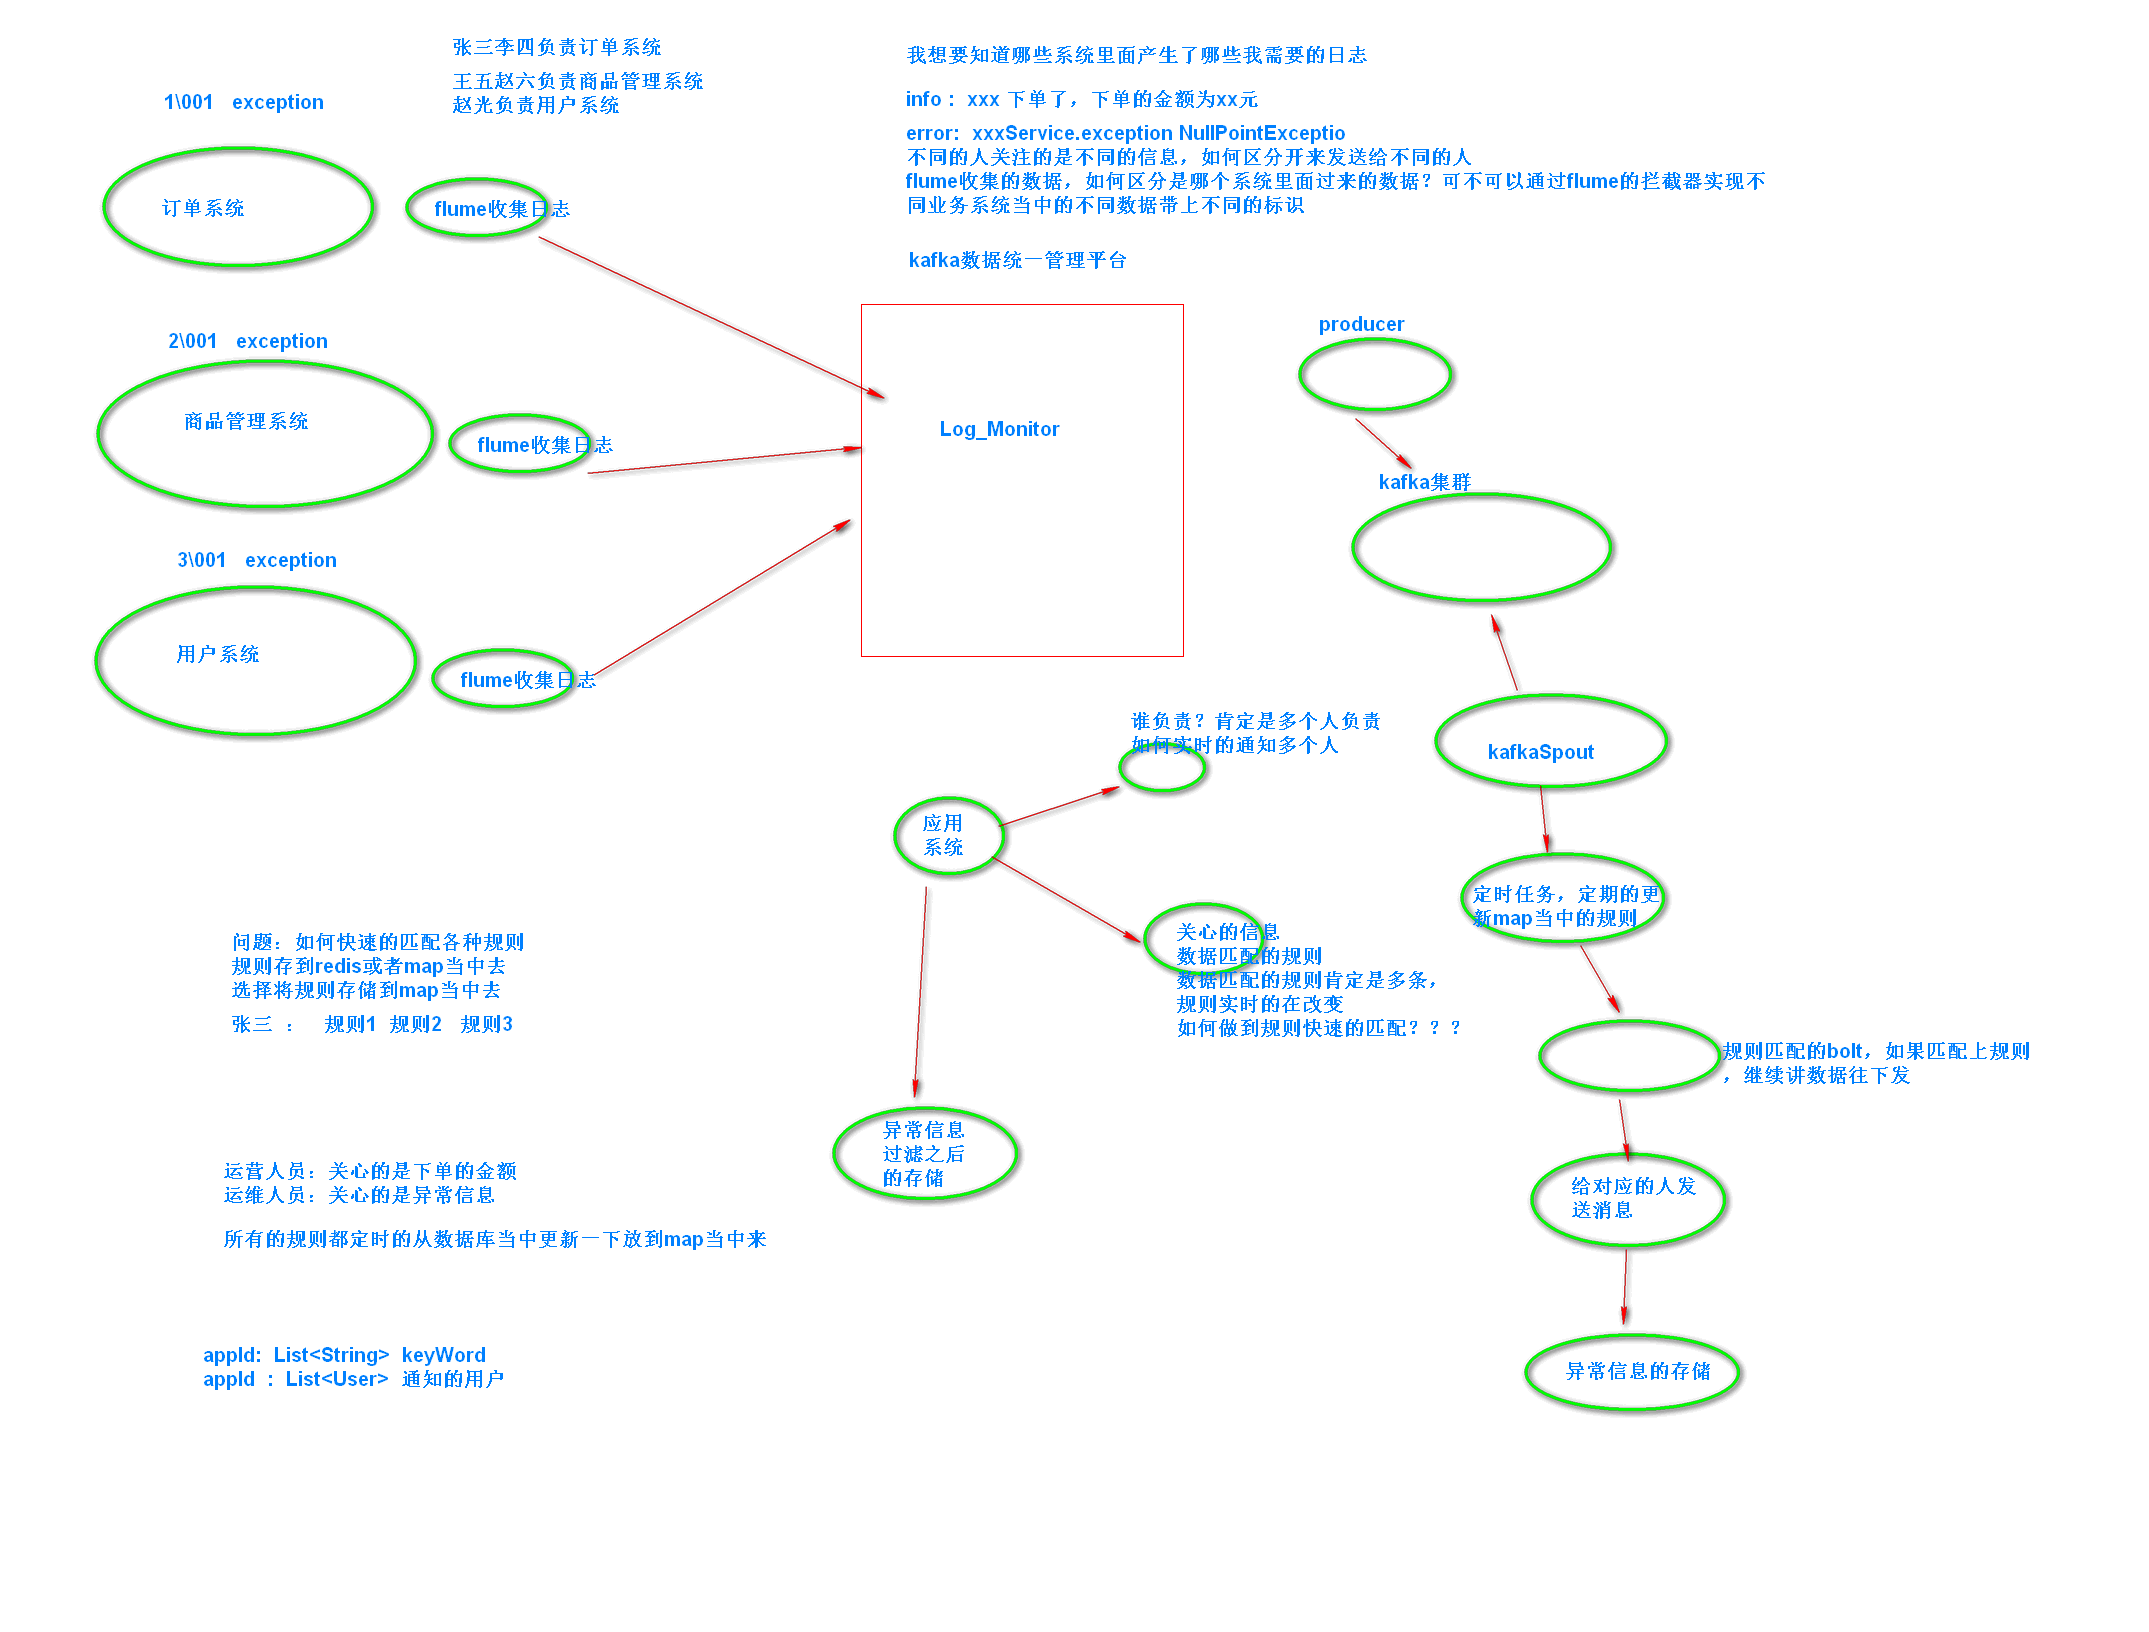 张三李四负责订单系统
王五赵六负责商品管理系统
赵光负责用户系统
我想要知道哪些系统里面产生了哪些我需要的日志
info： xxx 下单了，下单的金额为xx元
error:  xxxService.exception NullPointExceptio
不同的人关注的是不同的信息，如何区分开来发送给不同的人
flume收集的数据，如何区分是哪个系统里面过来的数据？可不可以通过flume的拦截器实现不
同业务系统当中的不同数据带上不同的标识
kafka数据统一管理平台
1\001   exception
订单系统
flume收集日志
2\001   exception
商品管理系统
flume收集日志
3\001   exception
用户系统
flume收集日志
Log_Monitor
producer
kafka集群
kafkaSpout
定时任务，定期的更
新map当中的规则
规则匹配的bolt，如果匹配上规则
，继续讲数据往下发
给对应的人发
送消息
异常信息的存储
谁负责？肯定是多个人负责
如何实时的通知多个人
应用
系统
关心的信息
数据匹配的规则
数据匹配的规则肯定是多条，
规则实时的在改变
如何做到规则快速的匹配？？？
异常信息
过滤之后
的存储
问题：如何快速的匹配各种规则
规则存到redis或者map当中去
选择将规则存储到map当中去
张三 ：  规则1  规则2   规则3
运营人员：关心的是下单的金额
运维人员：关心的是异常信息
所有的规则都定时的从数据库当中更新一下放到map当中来
appId:  List<String>  keyWord
appId  :  List<User>  通知的用户